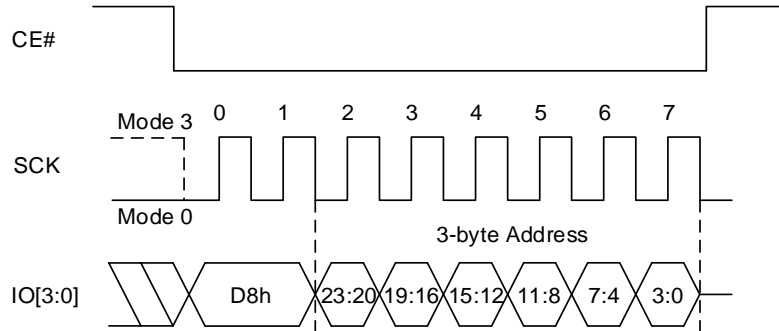 CE#
0 1 2 3 4 5 6 7
Mode 3
SCK
Mode 0
3-byte Address
IO[3:0]
D8h 23:20 19:16 15:12 11:8 7:4 3:0